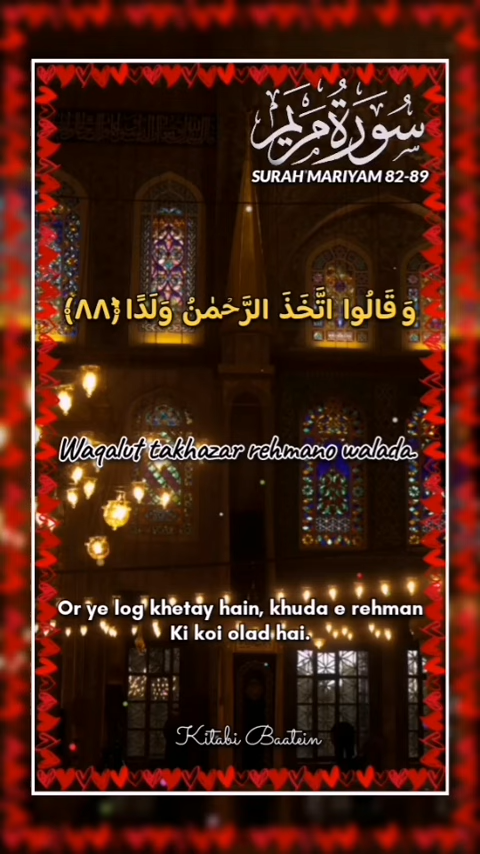 سُورَةُ مَرْيَم
SURAH MARIYAM 82-89
وَ قَالُوا اتَّخَذَ الرَّحْمٰنُ وَلَدًا ﴿۸۸﴾
Waqalut takhazar rehmano walada.
Or ye log khetay hain, khuda e rehman
Ki koi olad hai.
Kitabi Baatein